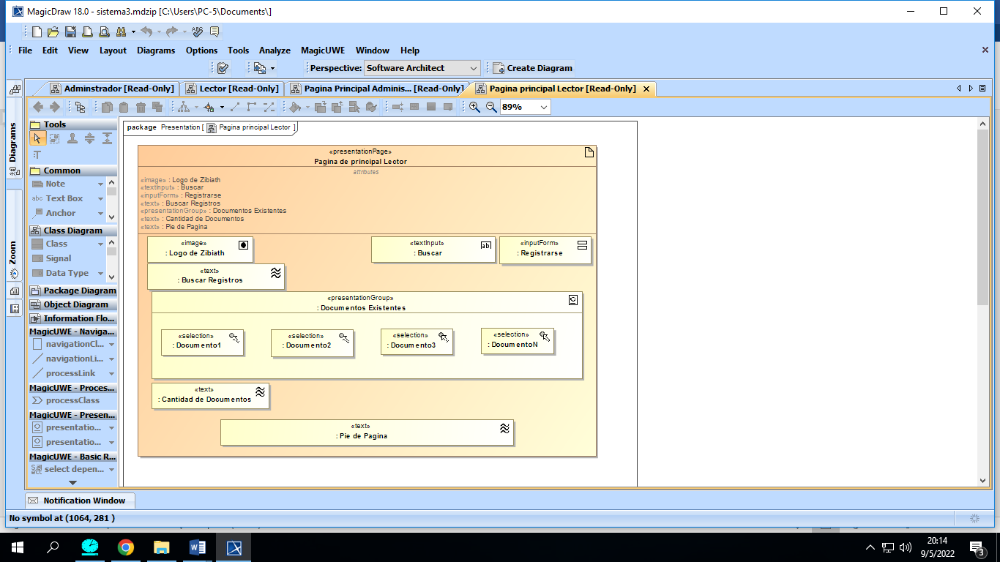 MagicDraw 18.0 - sistema3.mdzip [C:\Users\PC-5\Documents\]
File Edit View Layout Diagrams Options Tools Analyze MagicUWE Window Help
Perspective: Software Architect Create Diagram
Adminstrador [Read-Only] Lector [Read-Only] Pagina Principal Adminis... [Read-Only] Pagina principal Lector [Read-Only]
89%
Diagrams
Zoom
Tools
Common
Note
abc Text Box
Anchor
Class Diagram
Class
Signal
Data Type
Package Diagram
Object Diagram
Information Flo...
MagicUWE - Naviga...
navigationCl...
navigationLi...
processLink
MagicUWE - Proces...
processClass
MagicUWE - Presen...
presentatio...
presentatio...
MagicUWE - Basic R...
select depen...
package Presentation [ Pagina principal Lector ]
«presentationPage»
Pagina de principal Lector
attributes
«image» : Logo de Zibiath
«textInput» : Buscar
«inputForm» : Registrarse
«text» : Buscar Registros
«presentationGroup» : Documentos Existentes
«text» : Cantidad de Documentos
«text» : Pie de Pagina
«image»
: Logo de Zibiath
«textInput»
: Buscar
ab
«inputForm»
: Registrarse
«text»
: Buscar Registros
«presentationGroup»
: Documentos Existentes
«selection»
: Documento1
«selection»
: Documento2
«selection»
: Documento3
«selection»
: DocumentoN
«text»
: Cantidad de Documentos
«text»
: Pie de Pagina
Notification Window
No symbol at (1064, 281 )
20:14
9/5/2022
3